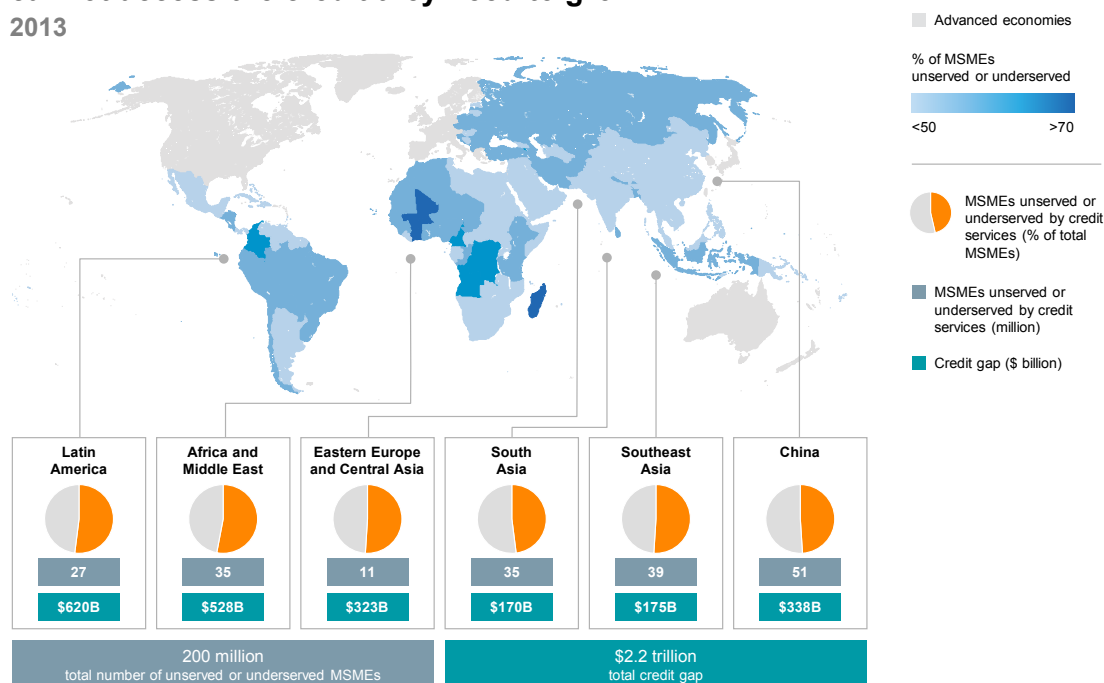 2013
Advanced economies
% of MSMEs
unserved or underserved
<50 >70
MSMEs unserved or
underserved by credit
services (% of total
MSMEs)
MSMEs unserved or
underserved by credit
services (million)
Credit gap ($ billion)
Latin
America
27
$620B
Africa and
Middle East
35
$528B
Eastern Europe
and Central Asia
11
$323B
South
Asia
35
$170B
Southeast
Asia
39
$175B
China
51
$338B
200 million
total number of unserved or underserved MSMEs
$2.2 trillion
total credit gap